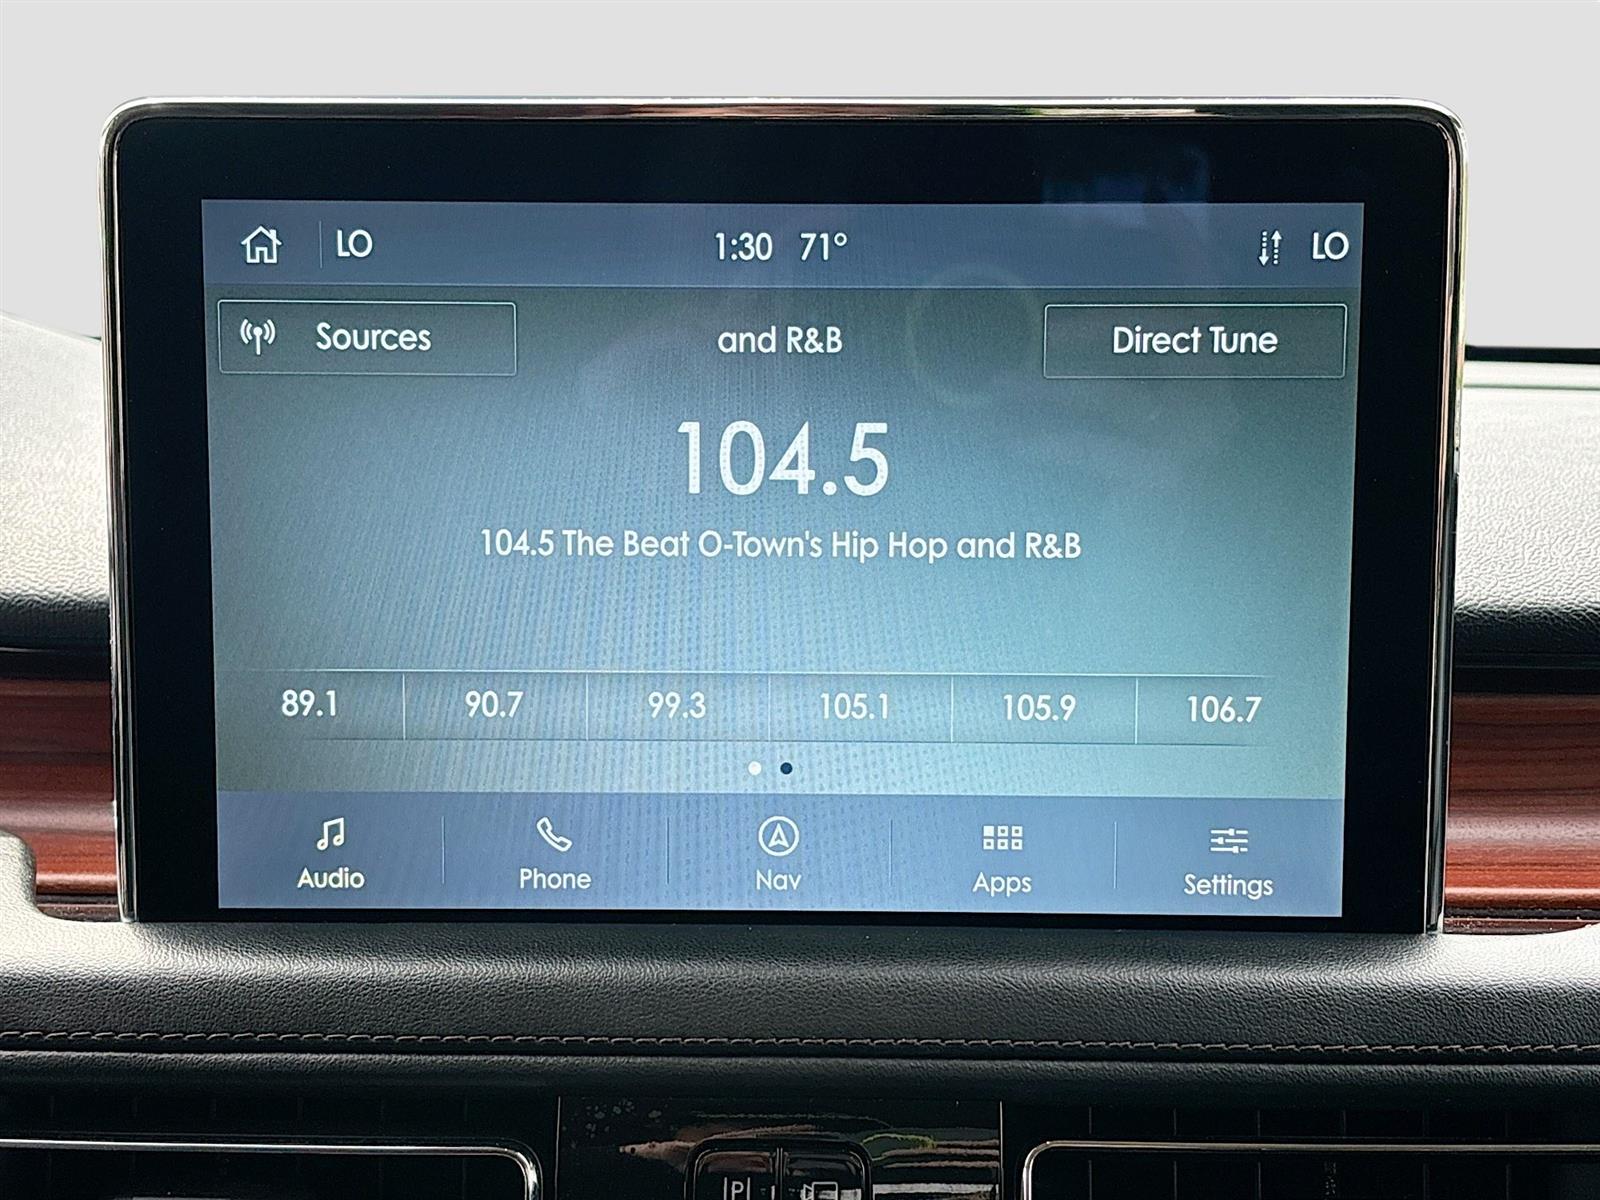 LO 1:30 71° LO
Sources and R&B Direct Tune
104.5
104.5 The Beat O-Town's Hip Hop and R&B
89.1 90.7 99.3 105.1 105.9 106.7
Audio Phone Nav Apps Settings
P